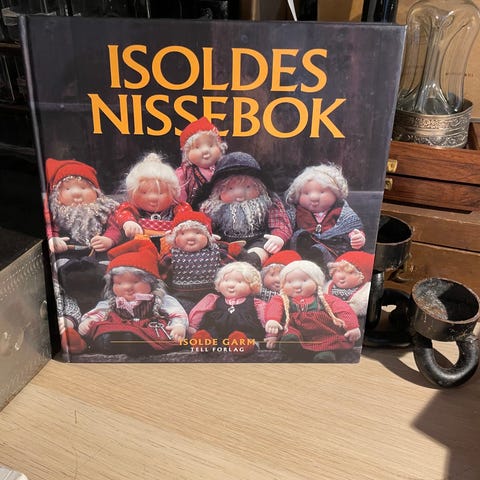 ISOLDES
NISSEBOK
ISOLDE GARM
TELL FORLAG